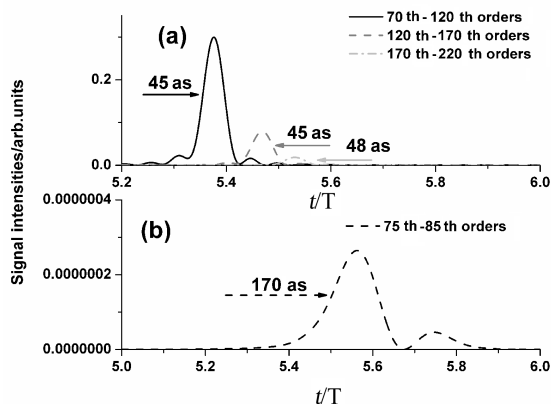 (a)
70 th-120 th orders
120 th-170 th orders
170 th-220 th orders
45 as
45 as
48 as
0.2
0.0
5.2 5.4 5.6 5.8 6.0
t/T
Signal intensities/arb.units
(b)
75 th-85 th orders
170 as
0.0000004
0.0000002
0.0000000
5.0 5.2 5.4 5.6 5.8 6.0
t/T